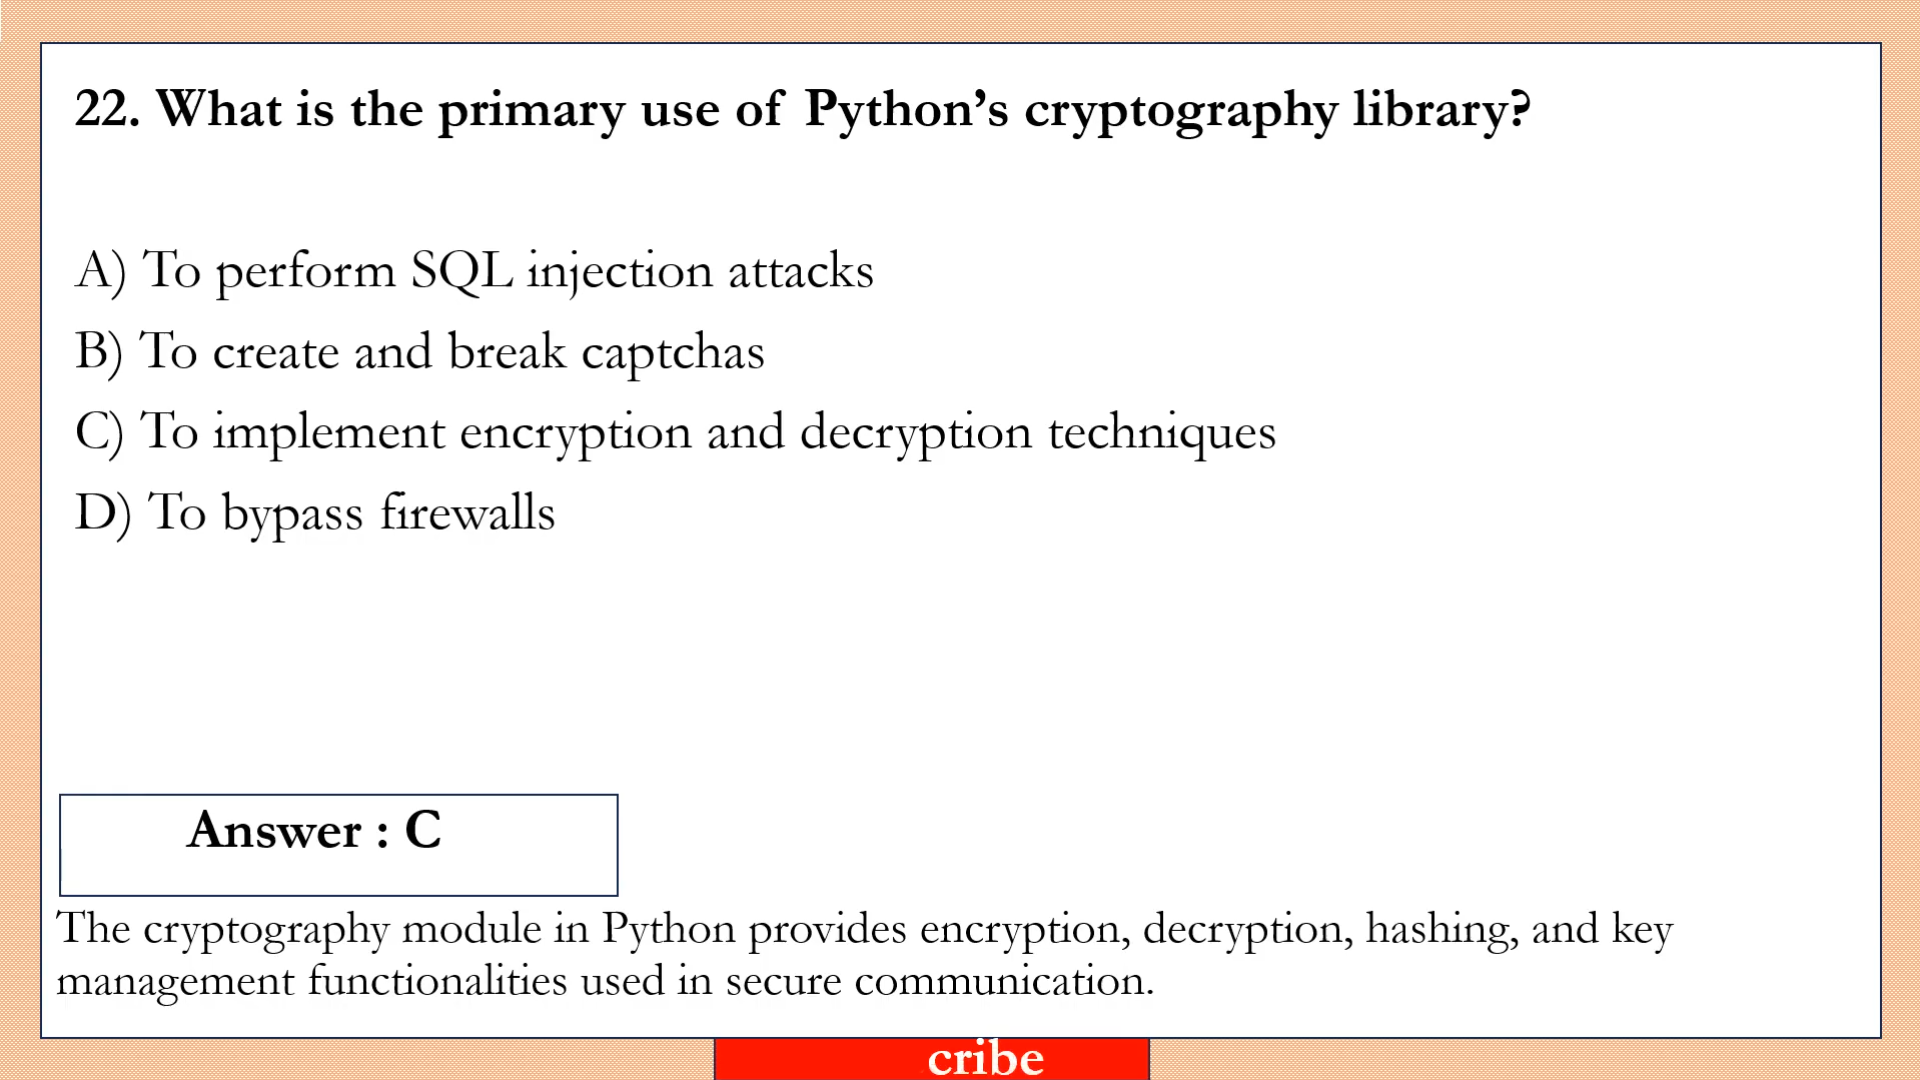 22. What is the primary use of Python’s cryptography library?
A) To perform SQL injection attacks
B) To create and break captchas
C) To implement encryption and decryption techniques
D) To bypass firewalls
Answer : C
The cryptography module in Python provides encryption, decryption, hashing, and key
management functionalities used in secure communication.
cribe